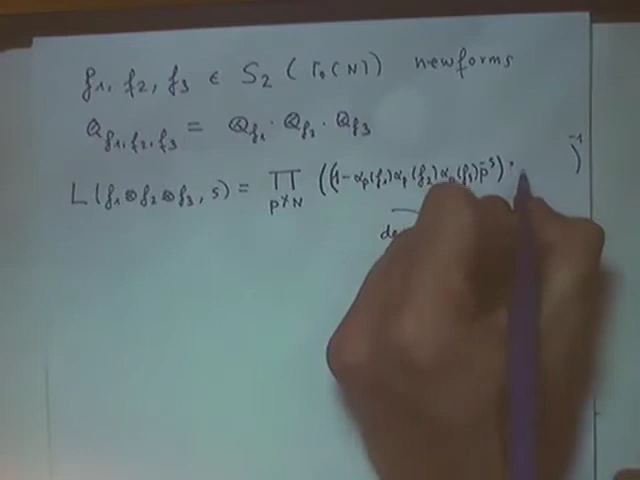 f1, f2, f3 ∈ S₂ (Γ₀(N)) newforms
Q_{f1,f2,f3} = Q_{f1} · Q_{f2} · Q_{f3}
L(f1⊗f2⊗f3, s) = ∏_{p∤N} ((1 - αp(f1)αp(f2)αp(f3)p^{-s}) · )^{-1}